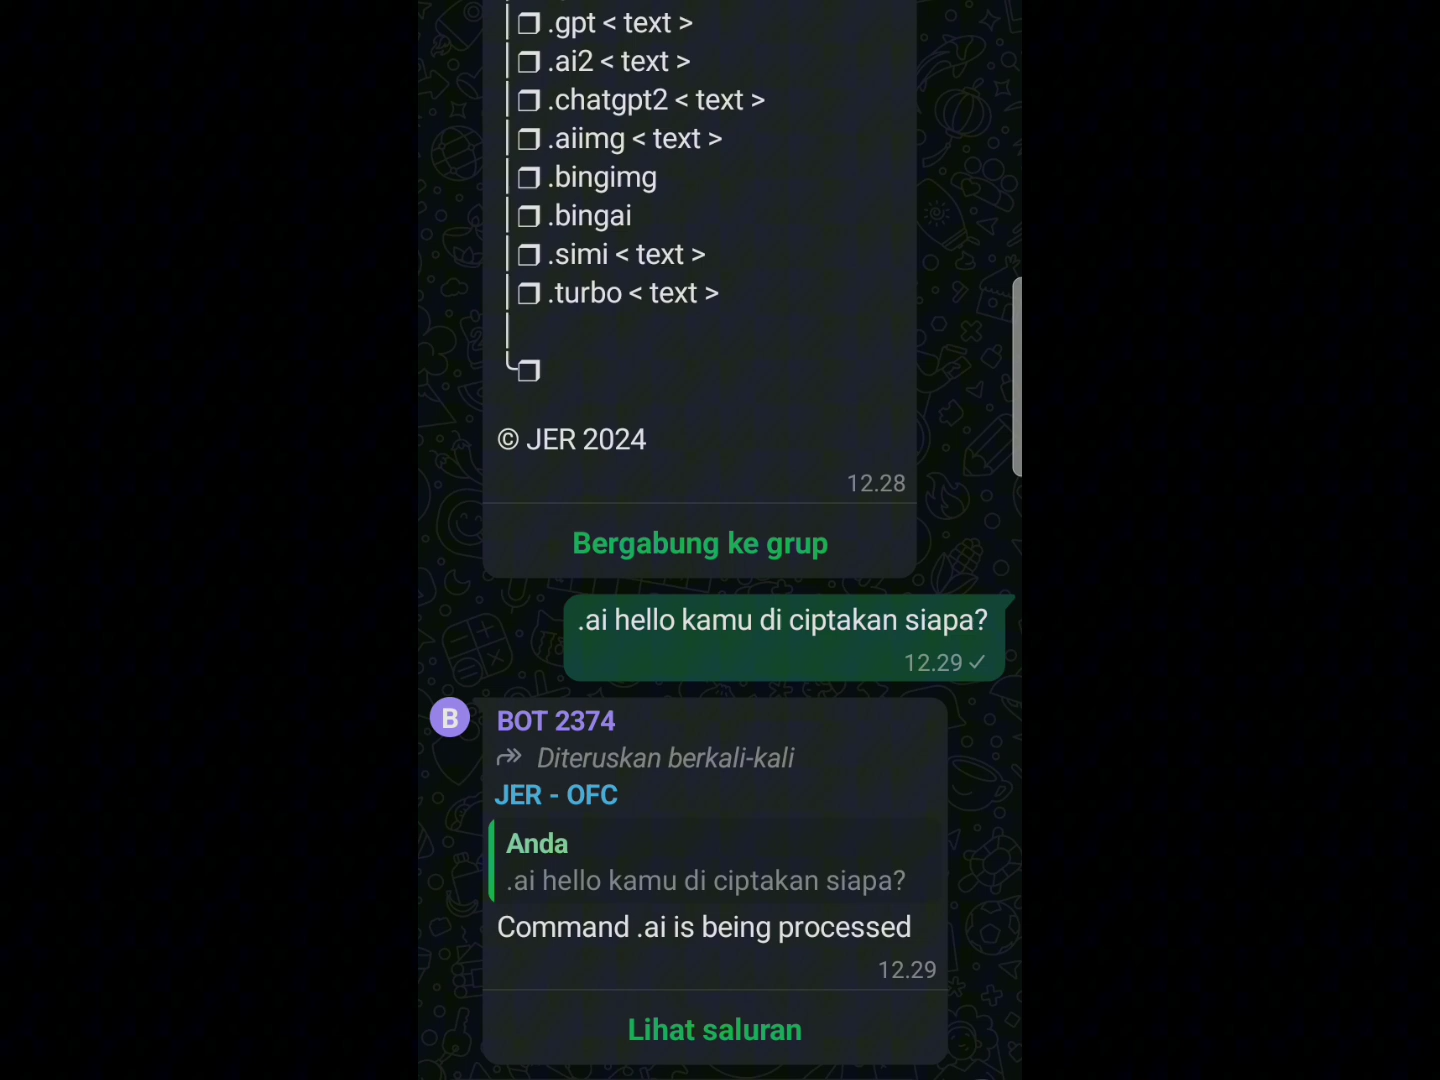 .gpt < text >
.ai2 < text >
.chatgpt2 < text >
.aiimg < text >
.bingimg
.bingai
.simi < text >
.turbo < text >
© JER 2024
12.28
Bergabung ke grup
.ai hello kamu di ciptakan siapa?
12.29
B
BOT 2374
Diteruskan berkali-kali
JER - OFC
Anda
.ai hello kamu di ciptakan siapa?
Command .ai is being processed
12.29
Lihat saluran